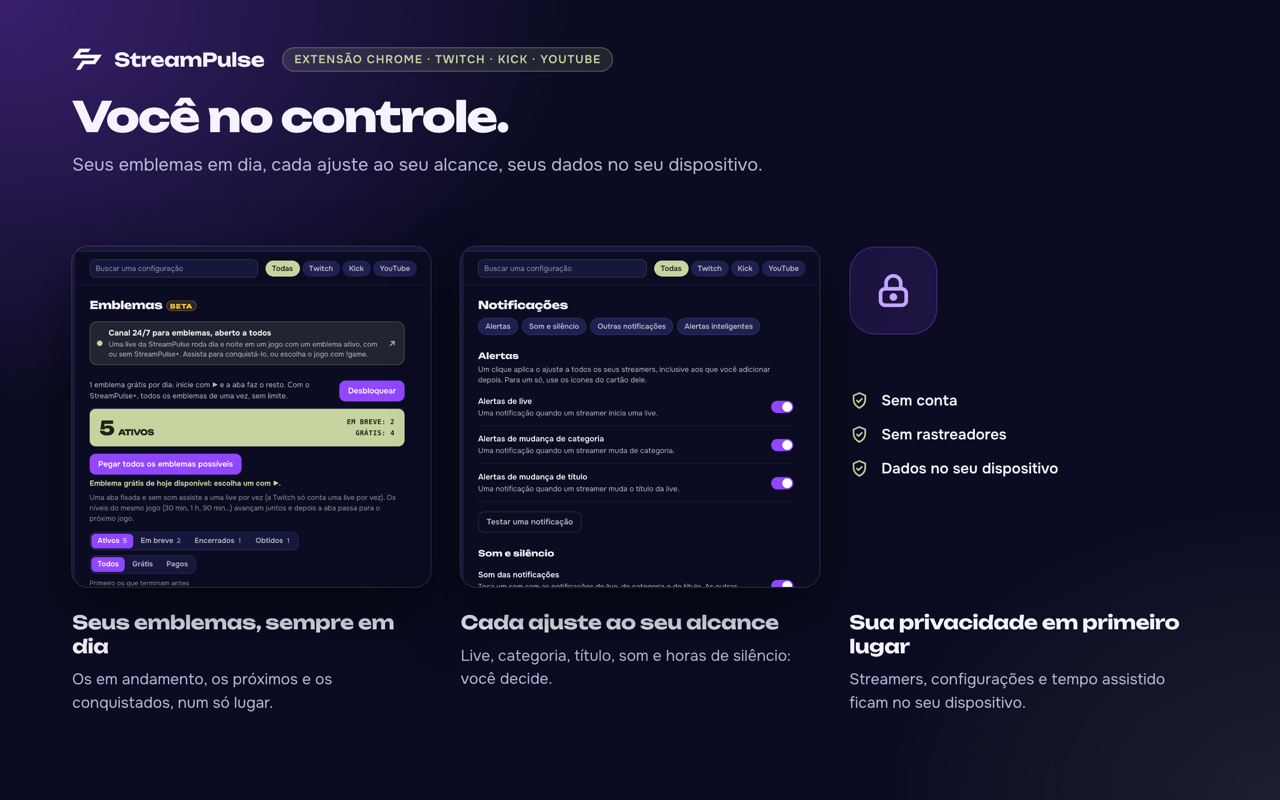 StreamPulse
EXTENSÃO CHROME · TWITCH · KICK · YOUTUBE
Você no controle.
Seus emblemas em dia, cada ajuste ao seu alcance, seus dados no seu dispositivo.
Buscar uma configuração
Todas
Twitch
Kick
YouTube
Emblemas BETA
Canal 24/7 para emblemas, aberto a todos
Uma live da StreamPulse roda dia e noite em um jogo com um emblema ativo, com
ou sem StreamPulse+. Assista para conquistá-lo, ou escolha o jogo com !game.
1 emblema grátis por dia: inicie com ▶ e a aba faz o resto. Com o
StreamPulse+, todos os emblemas de uma vez, sem limite.
Desbloquear
5 ATIVOS
EM BREVE: 2
GRÁTIS: 4
Pegar todos os emblemas possíveis
Emblema grátis de hoje disponível: escolha um com ▶.
Uma aba fixada e sem som assiste a uma live por vez (a Twitch só conta uma live por vez). Os
níveis do mesmo jogo (30 min, 1 h, 90 min…) avançam juntos e depois a aba passa para o
próximo jogo.
Ativos 5
Em breve 2
Encerrados 1
Obtidos 1
Todos
Grátis
Pagos
Primeiro os que terminam antes
Seus emblemas, sempre em
dia
Os em andamento, os próximos e os
conquistados, num só lugar.
Buscar uma configuração
Todas
Twitch
Kick
YouTube
Notificações
Alertas
Som e silêncio
Outras notificações
Alertas inteligentes
Alertas
Um clique aplica o ajuste a todos os seus streamers, inclusive aos que você adicionar
depois. Para um só, use os ícones do cartão dele.
Alertas de live
Uma notificação quando um streamer inicia uma live.
Alertas de mudança de categoria
Uma notificação quando um streamer muda de categoria.
Alertas de mudança de título
Uma notificação quando um streamer muda o título da live.
Testar uma notificação
Som e silêncio
Som das notificações
Toca um som com as notificações de live, de categoria e de título. As outras
Cada ajuste ao seu alcance
Live, categoria, título, som e horas de silêncio:
você decide.
Sem conta
Sem rastreadores
Dados no seu dispositivo
Sua privacidade em primeiro
lugar
Streamers, configurações e tempo assistido
ficam no seu dispositivo.